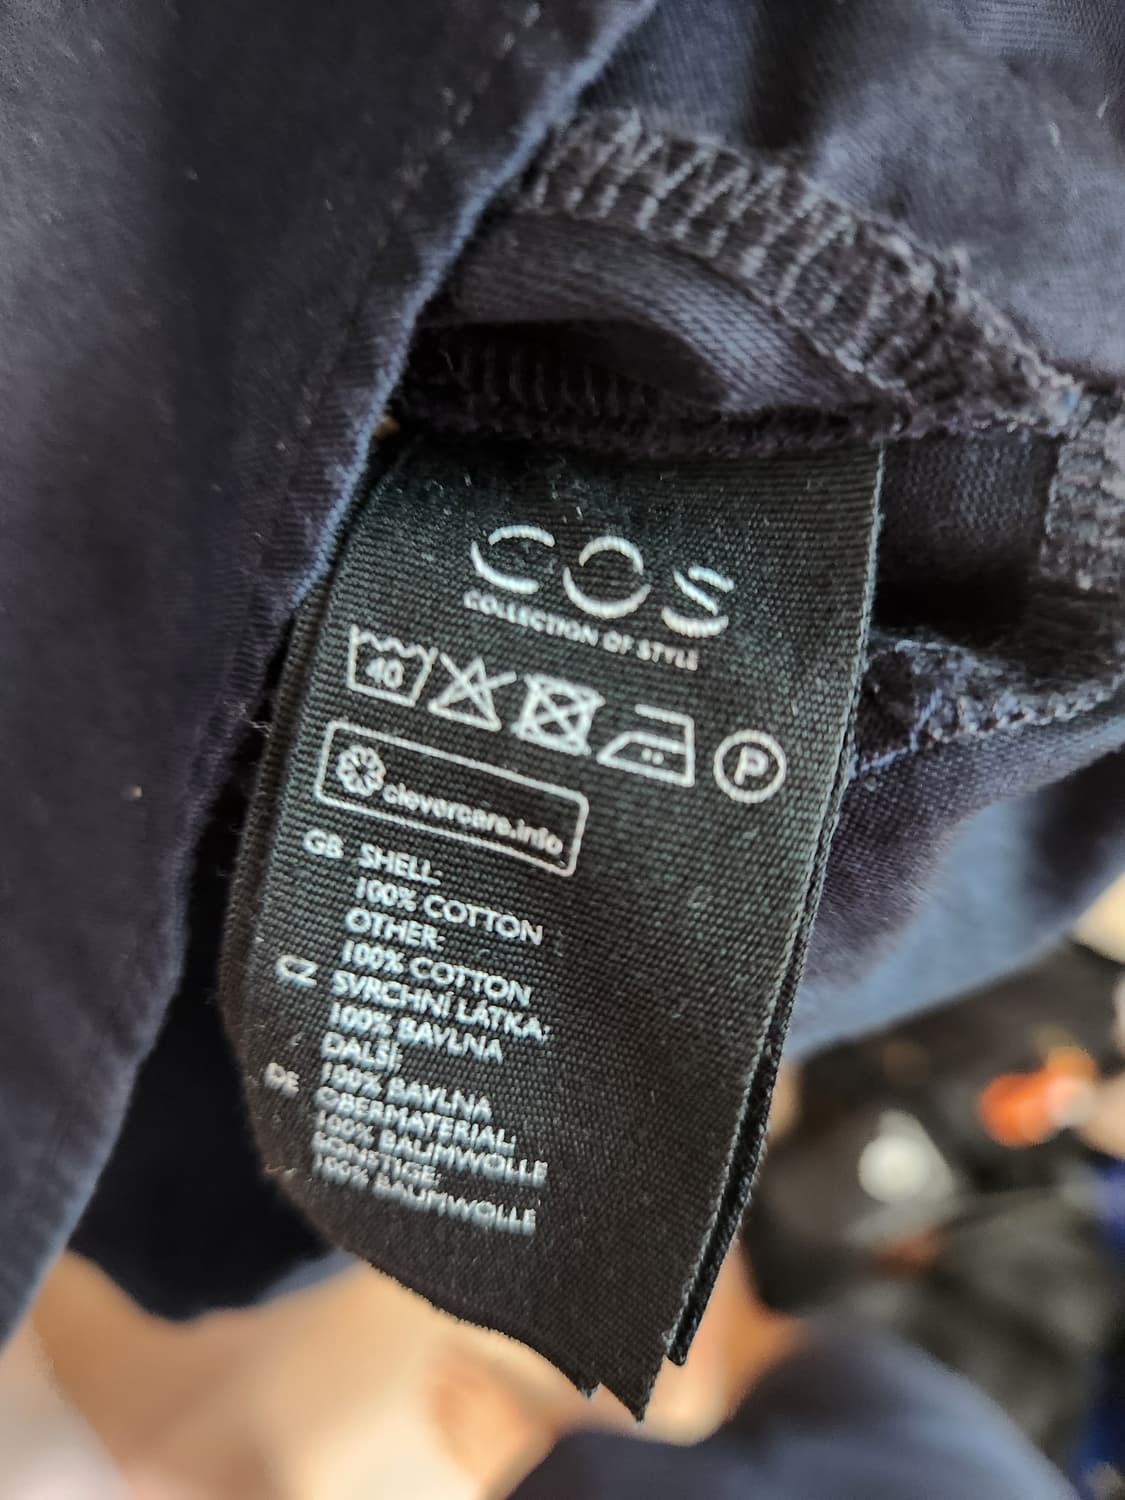 COS
COLLECTION OF STYLE
40 P
clevercare.info
GB SHELL:
100% COTTON
OTHER:
100% COTTON
CZ SVRCHNÍ LÁTKA:
100% BAVLNA
DALŠÍ:
100% BAVLNA
DE OBERMATERIAL:
100% BAUMWOLLE
SONSTIGE:
100% BAUMWOLLE